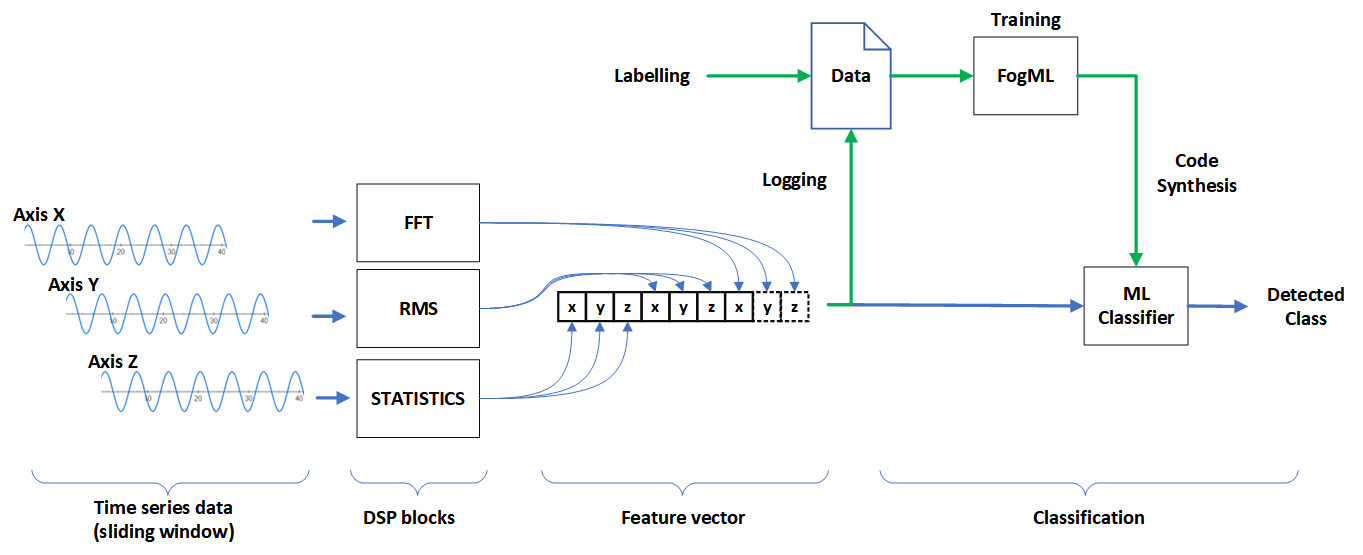 Training
Labelling
Data
FogML
Logging
Code
Synthesis
Axis X
10 20 30 40
Axis Y
10 20 30 40
Axis Z
10 20 30 40
FFT
RMS
STATISTICS
x y z x y z x y z
ML
Classifier
Detected
Class
Time series data
(sliding window)
DSP blocks
Feature vector
Classification